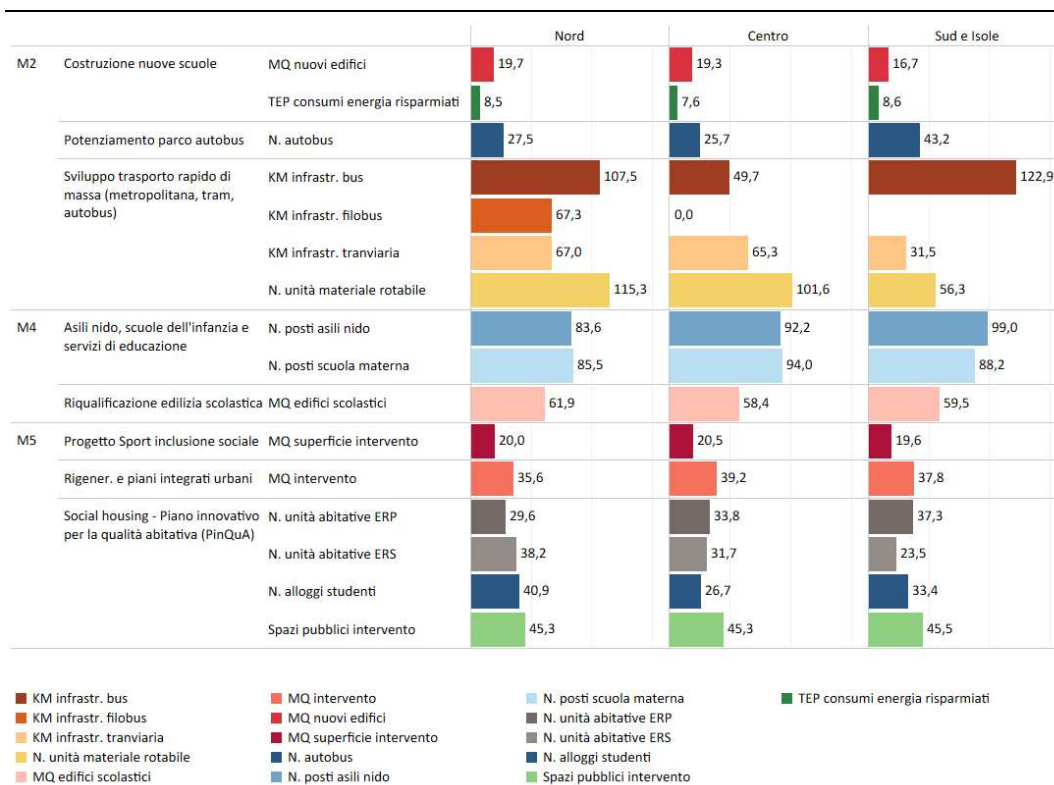 Nord Centro Sud e Isole
M2 Costruzione nuove scuole MQ nuovi edifici 19,7 19,3 16,7
TEP consumi energia risparmiati 8,5 7,6 8,6
Potenziamento parco autobus N. autobus 27,5 25,7 43,2
Sviluppo trasporto rapido di massa (metropolitana, tram, autobus) KM infrastr. bus 107,5 49,7 122,9
KM infrastr. filobus 67,3 0,0
KM infrastr. tranviaria 67,0 65,3 31,5
N. unità materiale rotabile 115,3 101,6 56,3
M4 Asili nido, scuole dell'infanzia e servizi di educazione N. posti asili nido 83,6 92,2 99,0
N. posti scuola materna 85,5 94,0 88,2
Riqualificazione edilizia scolastica MQ edifici scolastici 61,9 58,4 59,5
M5 Progetto Sport inclusione sociale MQ superficie intervento 20,0 20,5 19,6
Rigener. e piani integrati urbani MQ intervento 35,6 39,2 37,8
Social housing - Piano innovativo per la qualità abitativa (PinQuA) N. unità abitative ERP 29,6 33,8 37,3
N. unità abitative ERS 38,2 31,7 23,5
N. alloggi studenti 40,9 26,7 33,4
Spazi pubblici intervento 45,3 45,3 45,5
KM infrastr. bus MQ intervento N. posti scuola materna TEP consumi energia risparmiati
KM infrastr. filobus MQ nuovi edifici N. unità abitative ERP
KM infrastr. tranviaria MQ superficie intervento N. unità abitative ERS
N. unità materiale rotabile N. autobus N. alloggi studenti
MQ edifici scolastici N. posti asili nido Spazi pubblici intervento